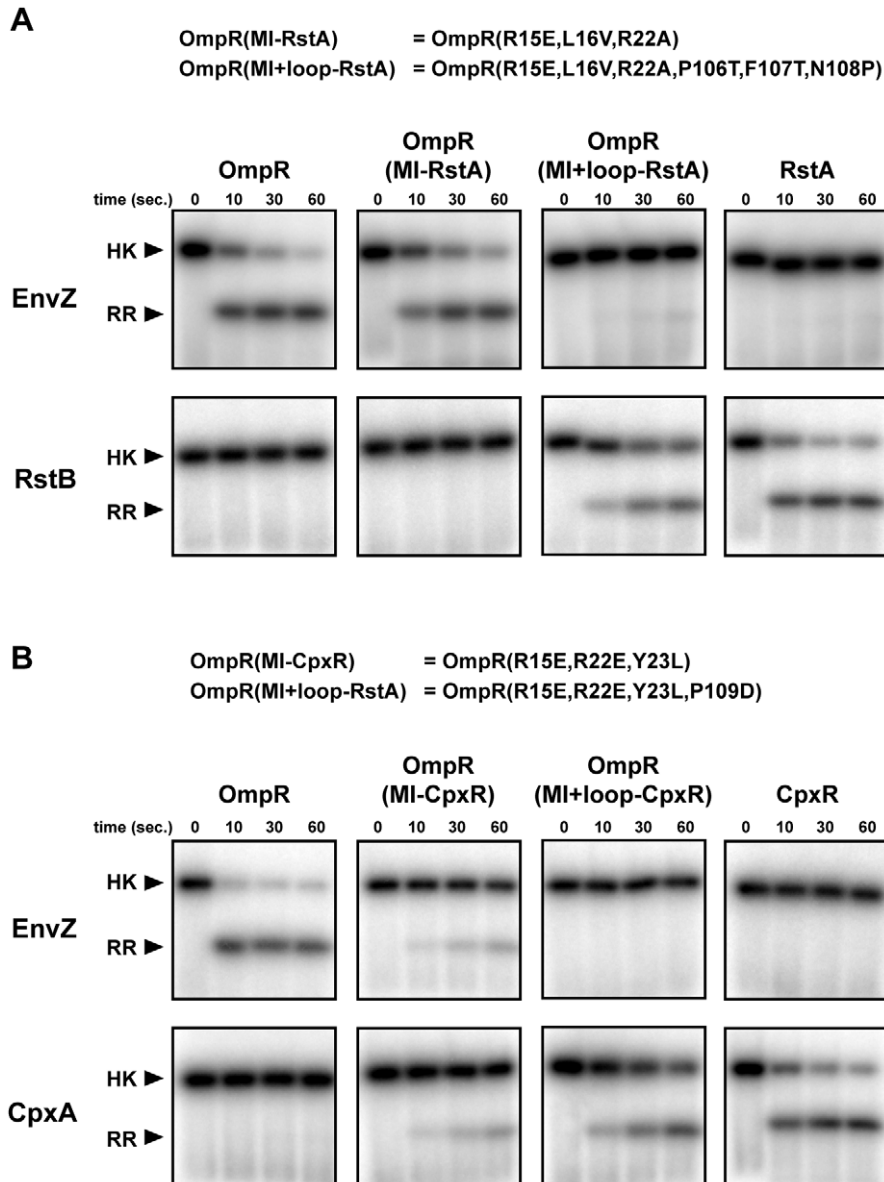 A
OmpR(MI-RstA) = OmpR(R15E,L16V,R22A)
OmpR(MI+loop-RstA) = OmpR(R15E,L16V,R22A,P106T,F107T,N108P)
OmpR OmpR (MI-RstA) OmpR (MI+loop-RstA) RstA
time (sec.) 0 10 30 60 0 10 30 60 0 10 30 60 0 10 30 60
HK ►
EnvZ
RR ►
HK ►
RstB
RR ►
B
OmpR(MI-CpxR) = OmpR(R15E,R22E,Y23L)
OmpR(MI+loop-RstA) = OmpR(R15E,R22E,Y23L,P109D)
OmpR OmpR (MI-CpxR) OmpR (MI+loop-CpxR) CpxR
time (sec.) 0 10 30 60 0 10 30 60 0 10 30 60 0 10 30 60
HK ►
EnvZ
RR ►
HK ►
CpxA
RR ►